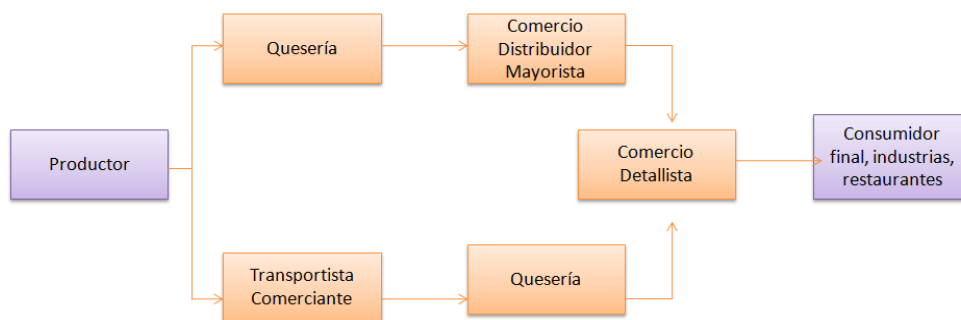 Quesería
Comercio
Distribuidor
Mayorista
Productor
Comercio
Detallista
Consumidor
final, industrias,
restaurantes
Transportista
Comerciante
Quesería